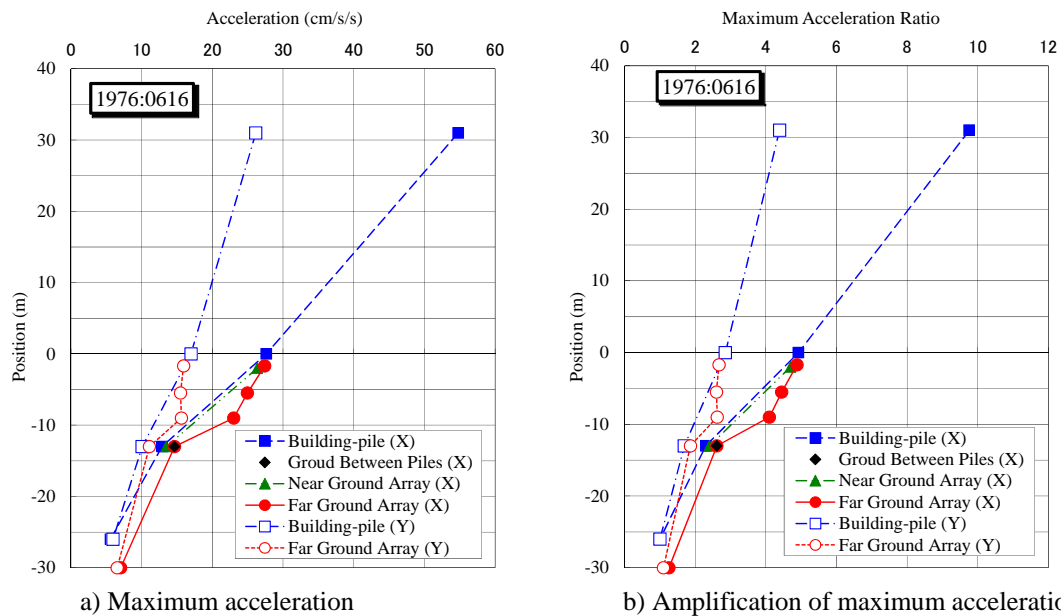 Acceleration (cm/s/s)
0 10 20 30 40 50 60
40
30
20
10
0
-10
-20
-30
Position (m)
1976:0616
Building-pile (X)
Groud Between Piles (X)
Near Ground Array (X)
Far Ground Array (X)
Building-pile (Y)
Far Ground Array (Y)
a) Maximum acceleration
Maximum Acceleration Ratio
0 2 4 6 8 10 12
40
30
20
10
0
-10
-20
-30
Position (m)
1976:0616
Building-pile (X)
Groud Between Piles (X)
Near Ground Array (X)
Far Ground Array (X)
Building-pile (Y)
Far Ground Array (Y)
b) Amplification of maximum acceleratio